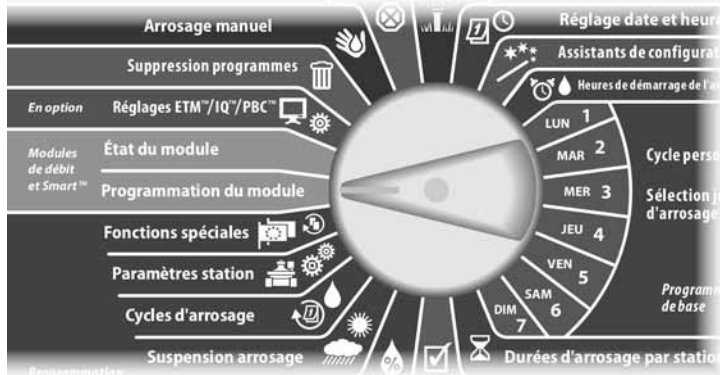 Arrosage manuel
Suppression programmes
En option
Réglages ETM™/IQ™/PBC™
Modules
de débit
et Smart™
État du module
Programmation du module
Fonctions spéciales
Paramètres station
Cycles d'arrosage
Suspension arrosage
Programmation
Réglage date et heur
Assistants de configurat
Heures de démarrage de l'a
LUN 1
MAR 2
MER 3
JEU 4
VEN 5
SAM 6
DIM 7
Cycle perso
Sélection j
d'arrosage
Program
de base
Durées d'arrosage par statio
%